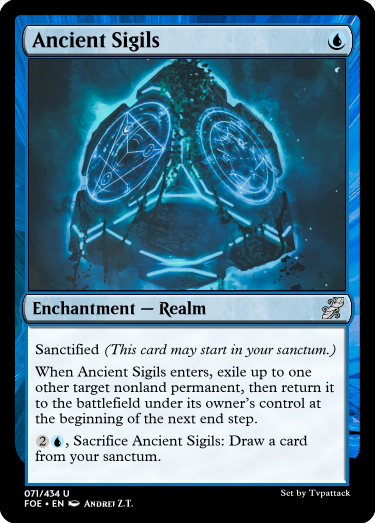 Ancient Sigils
Enchantment — Realm
Sanctified (This card may start in your sanctum.)
When Ancient Sigils enters, exile up to one
other target nonland permanent, then return it
to the battlefield under its owner's control at
the beginning of the next end step.
2, Sacrifice Ancient Sigils: Draw a card
from your sanctum.
071/434 U
FOE • EN Andrei Z.T.
Set by Tvpattack